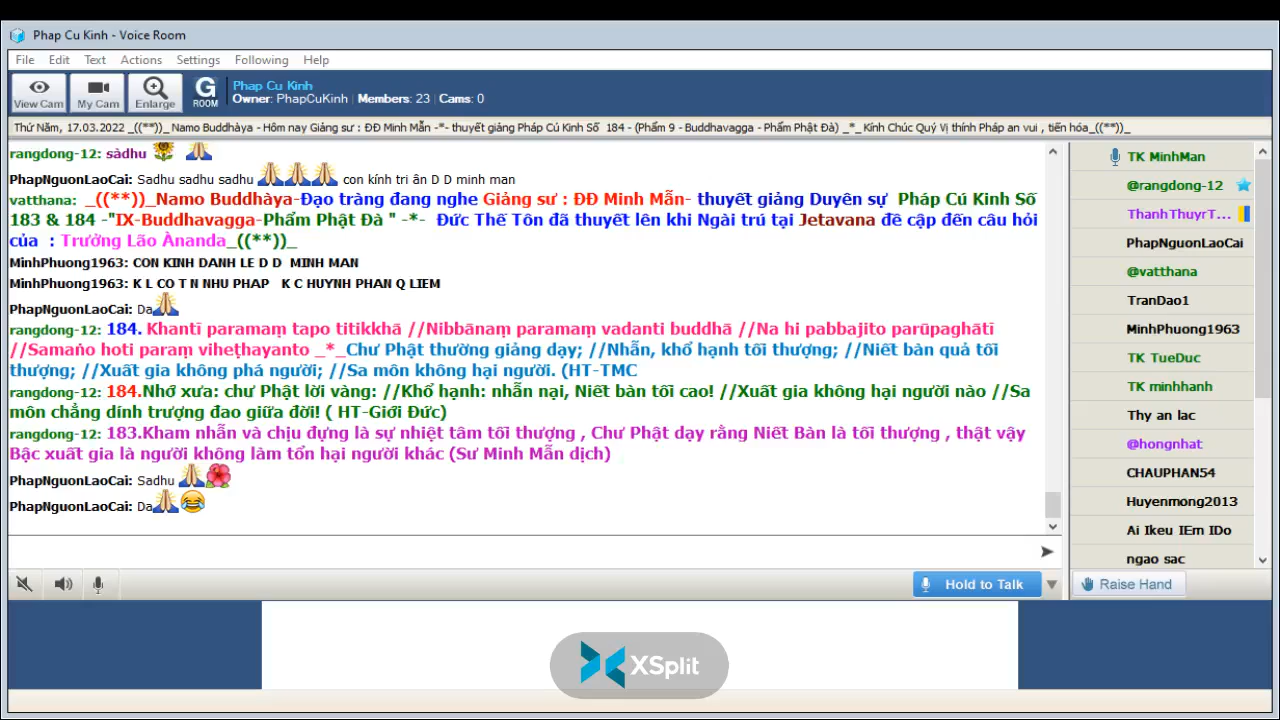 Phap Cu Kinh - Voice Room
File Edit Text Actions Settings Following Help
View Cam My Cam Enlarge G ROOM
Phap Cu Kinh
Owner: PhapCuKinh | Members: 23 | Cams: 0
Thứ Năm, 17.03.2022 _((**))_ Namo Buddhàya - Hôm nay Giảng sư : ĐĐ Minh Mẫn -*- thuyết giảng Pháp Cú Kinh Số 184 - (Phẩm 9 - Buddhavagga - Phẩm Phật Đà) _*_ Kính Chúc Quý Vị thính Pháp an vui , tiến hóa_((**))_
rangdong-12: sàdhu
PhapNguonLaoCai: Sadhu sadhu sadhu con kính tri ân D D minh man
vatthana: _((**))_Namo Buddhàya-Đạo tràng đang nghe Giảng sư : ĐĐ Minh Mẫn- thuyết giảng Duyên sự Pháp Cú Kinh Số
183 & 184 -"IX-Buddhavagga-Phẩm Phật Đà " -*- Đức Thế Tôn đã thuyết lên khi Ngài trú tại Jetavana đề cập đến câu hỏi
của : Trưởng Lão Ànanda_((**))_
MinhPhuong1963: CON KINH DANH LE D D MINH MAN
MinhPhuong1963: K L CO T N NHU PHAP K C HUYNH PHAN Q LIEM
PhapNguonLaoCai: Da
rangdong-12: 184. Khantī paramaṃ tapo titikkhā //Nibbānaṃ paramaṃ vadanti buddhā //Na hi pabbajito parūpaghātī
//Samaṅo hoti paraṃ viheṭhayanto _*_Chư Phật thường giảng dạy; //Nhẫn, khổ hạnh tối thượng; //Niết bàn quả tối
thượng; //Xuất gia không phá người; //Sa môn không hại người. (HT-TMC
rangdong-12: 184.Nhớ xưa: chư Phật lời vàng: //Khổ hạnh: nhẫn nại, Niết bàn tối cao! //Xuất gia không hại người nào //Sa
môn chẳng dính trượng đao giữa đời! ( HT-Giới Đức)
rangdong-12: 183.Kham nhẫn và chịu đựng là sự nhiệt tâm tối thượng , Chư Phật dạy rằng Niết Bàn là tối thượng , thật vậy
Bậc xuất gia là người không làm tổn hại người khác (Sư Minh Mẫn dịch)
PhapNguonLaoCai: Sadhu
PhapNguonLaoCai: Da
TK MinhMan
@rangdong-12
ThanhThuyrT...
PhapNguonLaoCai
@vatthana
TranDao1
MinhPhuong1963
TK TueDuc
TK minhhanh
Thy an lac
@hongnhat
CHAUPHAN54
Huyenmong2013
Ai Ikeu IEm IDo
ngao sac
Hold to Talk
Raise Hand
XSplit